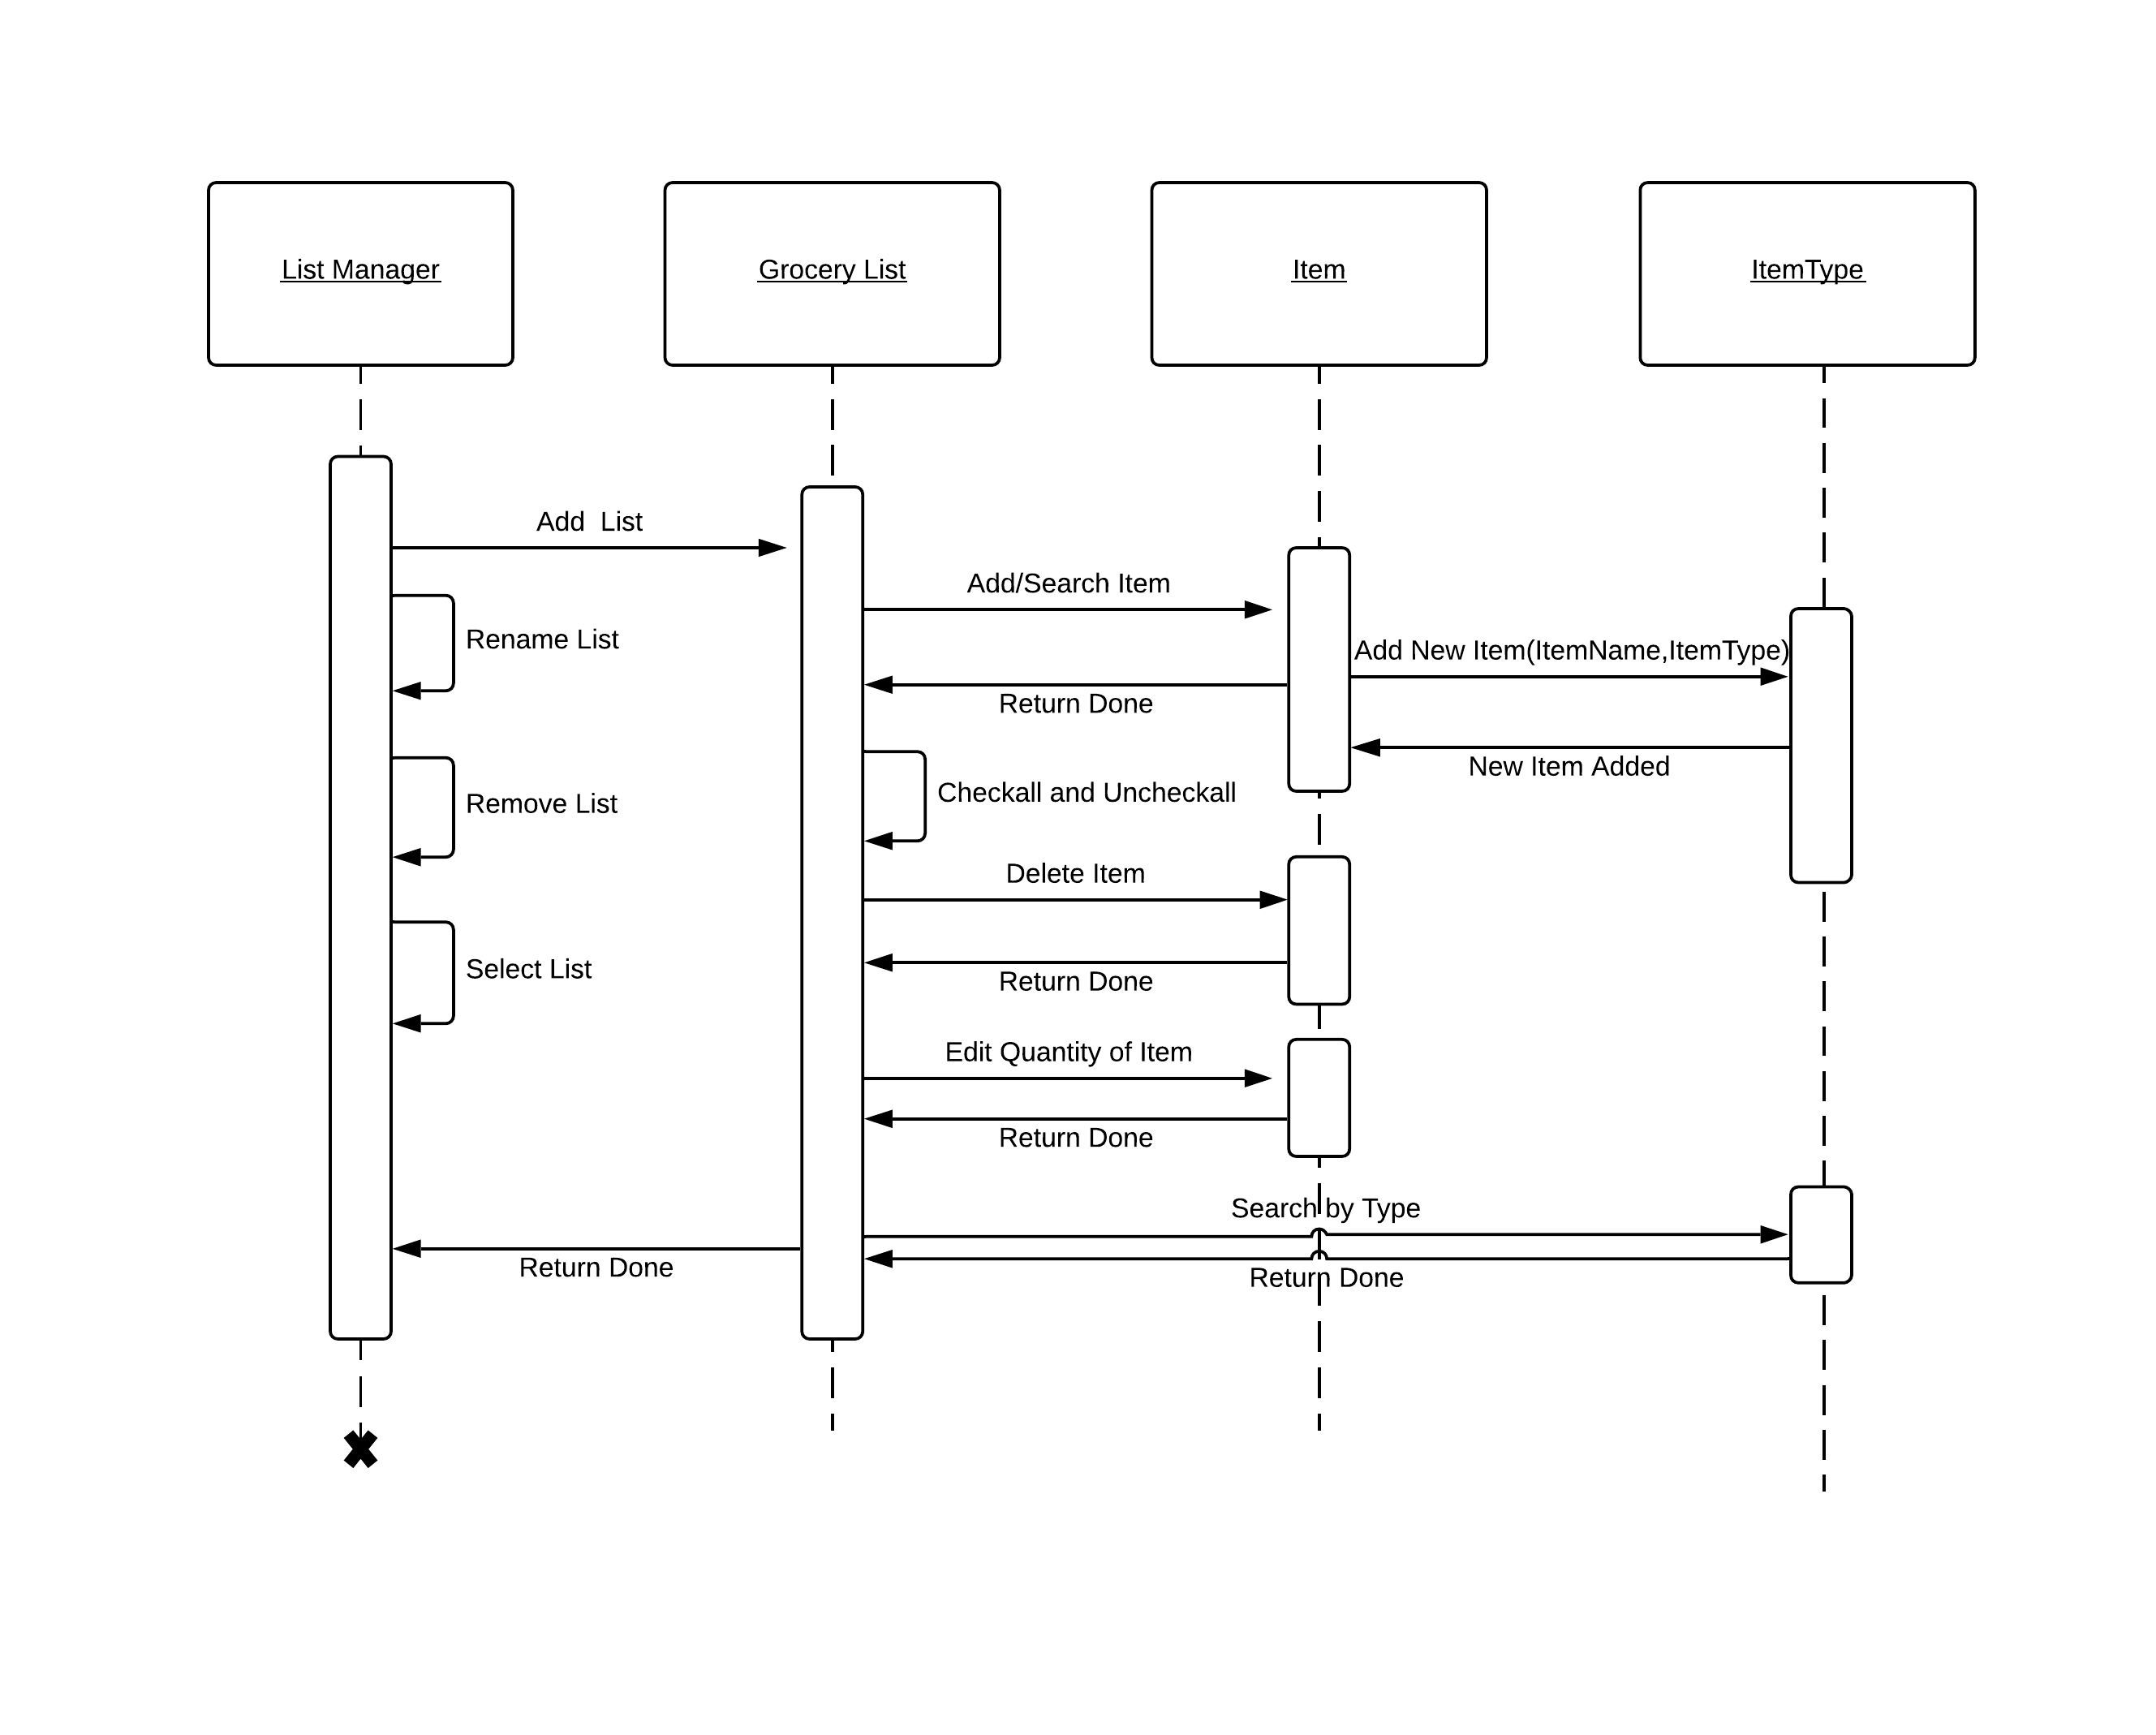 List Manager
Grocery List
Item
ItemType
Add  List
Add/Search Item
Rename List
Add New Item(ItemName,ItemType)
Return Done
New Item Added
Checkall and Uncheckall
Remove List
Delete Item
Select List
Return Done
Edit Quantity of Item
Return Done
Search by Type
Return Done
Return Done